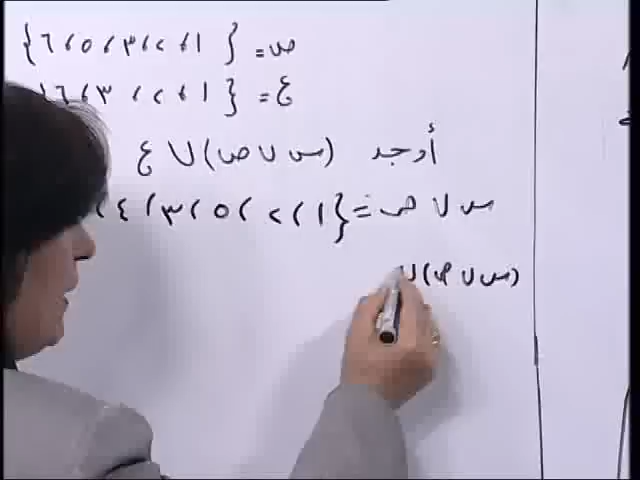 ص = { ١ ، ٢ ، ٣ ، ٥ ، ٦ }
ع = { ١ ، ٢ ، ٣ ، ٦ ،
أوجد (س ∪ ص) ∪ ع
س ∪ ص = { ١ ، ٢ ، ٥ ، ٣ ، ٤ ،
(س ∪ ص) ∪